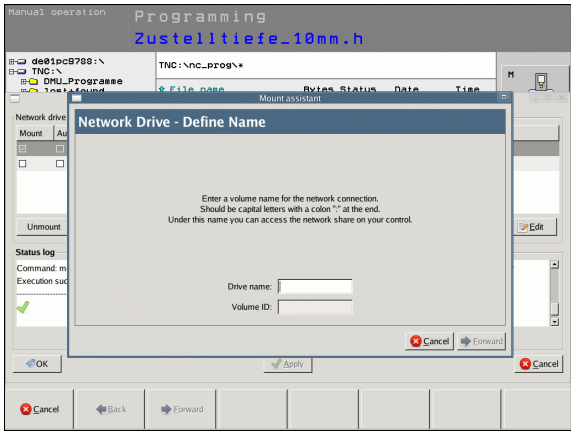 Manual operation
Programming
Zustelltiefe_10mm.h
de01pc9788:\
TNC:\
DMU_Programme
lost+found
TNC:\nc_prog\*
File name Bytes Status Date Time
M
Mount assistant
Network drive
Network Drive - Define Name
Mount Au
Enter a volume name for the network connection.
Should be capital letters with a colon ":" at the end.
Under this name you can access the network share on your control.
Unmount
Edit
Status log
Command: m
Execution suc
Drive name:
Volume ID:
Cancel
Forward
OK
Apply
Cancel
Cancel
Back
Forward